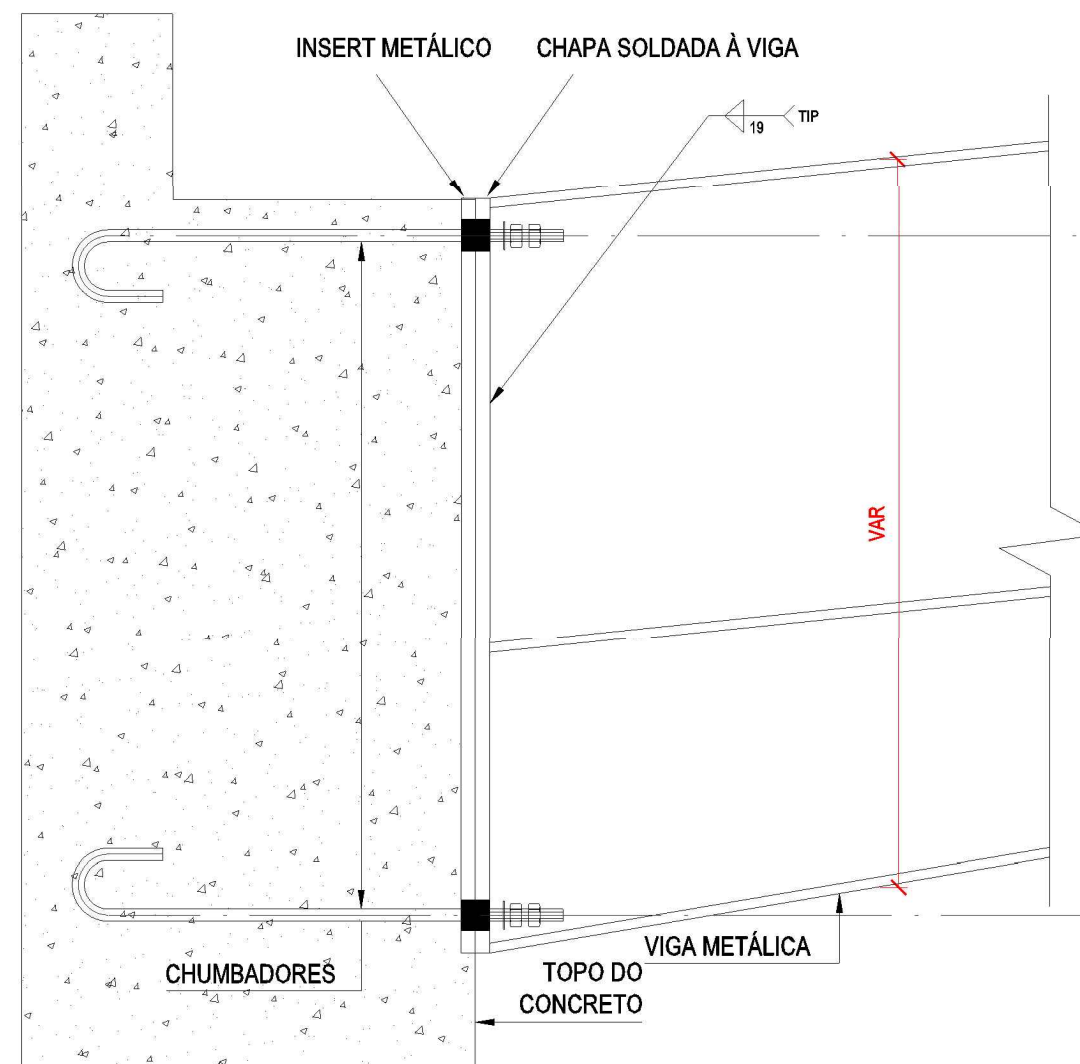 INSERT METÁLICO
CHAPA SOLDADA À VIGA
19
TIP
VAR
VIGA METÁLICA
CHUMBADORES
TOPO DO
CONCRETO